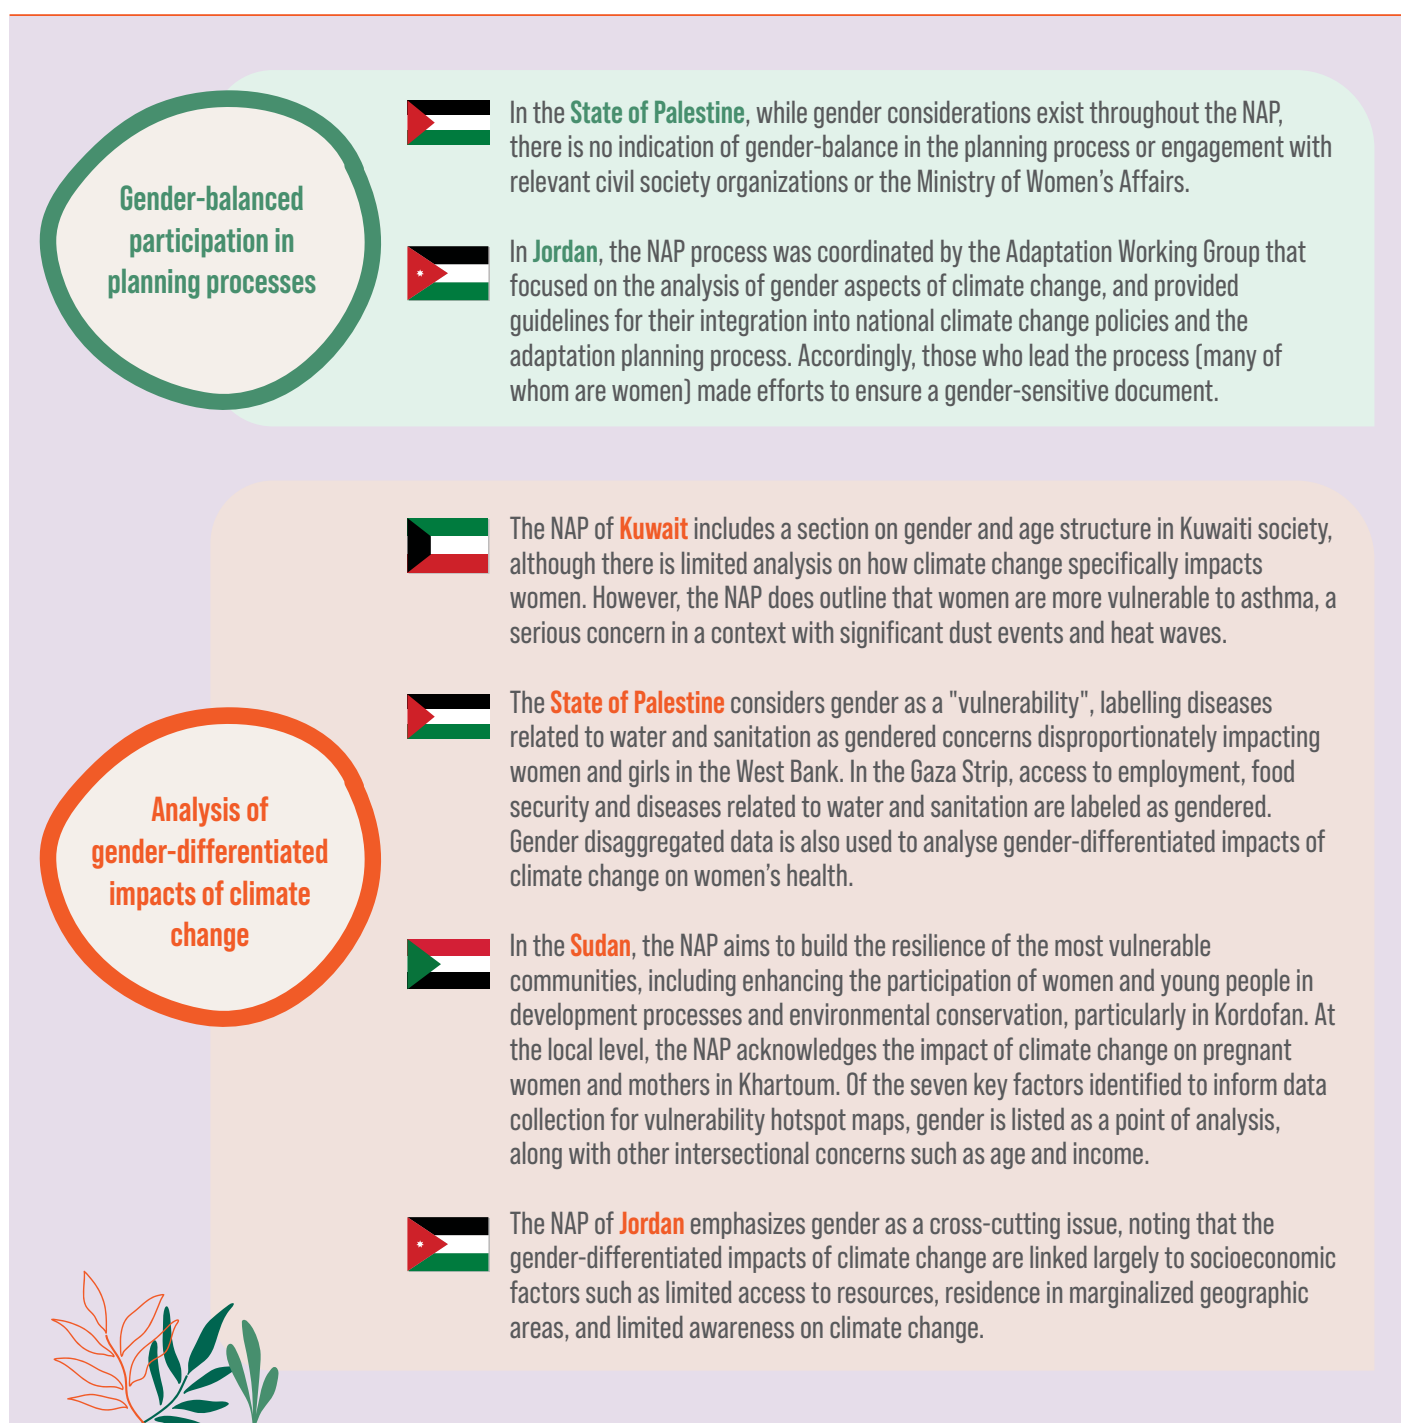 Gender-balanced
participation in
planning processes
In the State of Palestine, while gender considerations exist throughout the NAP,
there is no indication of gender-balance in the planning process or engagement with
relevant civil society organizations or the Ministry of Women’s Affairs.
In Jordan, the NAP process was coordinated by the Adaptation Working Group that
focused on the analysis of gender aspects of climate change, and provided
guidelines for their integration into national climate change policies and the
adaptation planning process. Accordingly, those who lead the process (many of
whom are women) made efforts to ensure a gender-sensitive document.
Analysis of
gender-differentiated
impacts of climate
change
The NAP of Kuwait includes a section on gender and age structure in Kuwaiti society,
although there is limited analysis on how climate change specifically impacts
women. However, the NAP does outline that women are more vulnerable to asthma, a
serious concern in a context with significant dust events and heat waves.
The State of Palestine considers gender as a "vulnerability", labelling diseases
related to water and sanitation as gendered concerns disproportionately impacting
women and girls in the West Bank. In the Gaza Strip, access to employment, food
security and diseases related to water and sanitation are labeled as gendered.
Gender disaggregated data is also used to analyse gender-differentiated impacts of
climate change on women’s health.
In the Sudan, the NAP aims to build the resilience of the most vulnerable
communities, including enhancing the participation of women and young people in
development processes and environmental conservation, particularly in Kordofan. At
the local level, the NAP acknowledges the impact of climate change on pregnant
women and mothers in Khartoum. Of the seven key factors identified to inform data
collection for vulnerability hotspot maps, gender is listed as a point of analysis,
along with other intersectional concerns such as age and income.
The NAP of Jordan emphasizes gender as a cross-cutting issue, noting that the
gender-differentiated impacts of climate change are linked largely to socioeconomic
factors such as limited access to resources, residence in marginalized geographic
areas, and limited awareness on climate change.